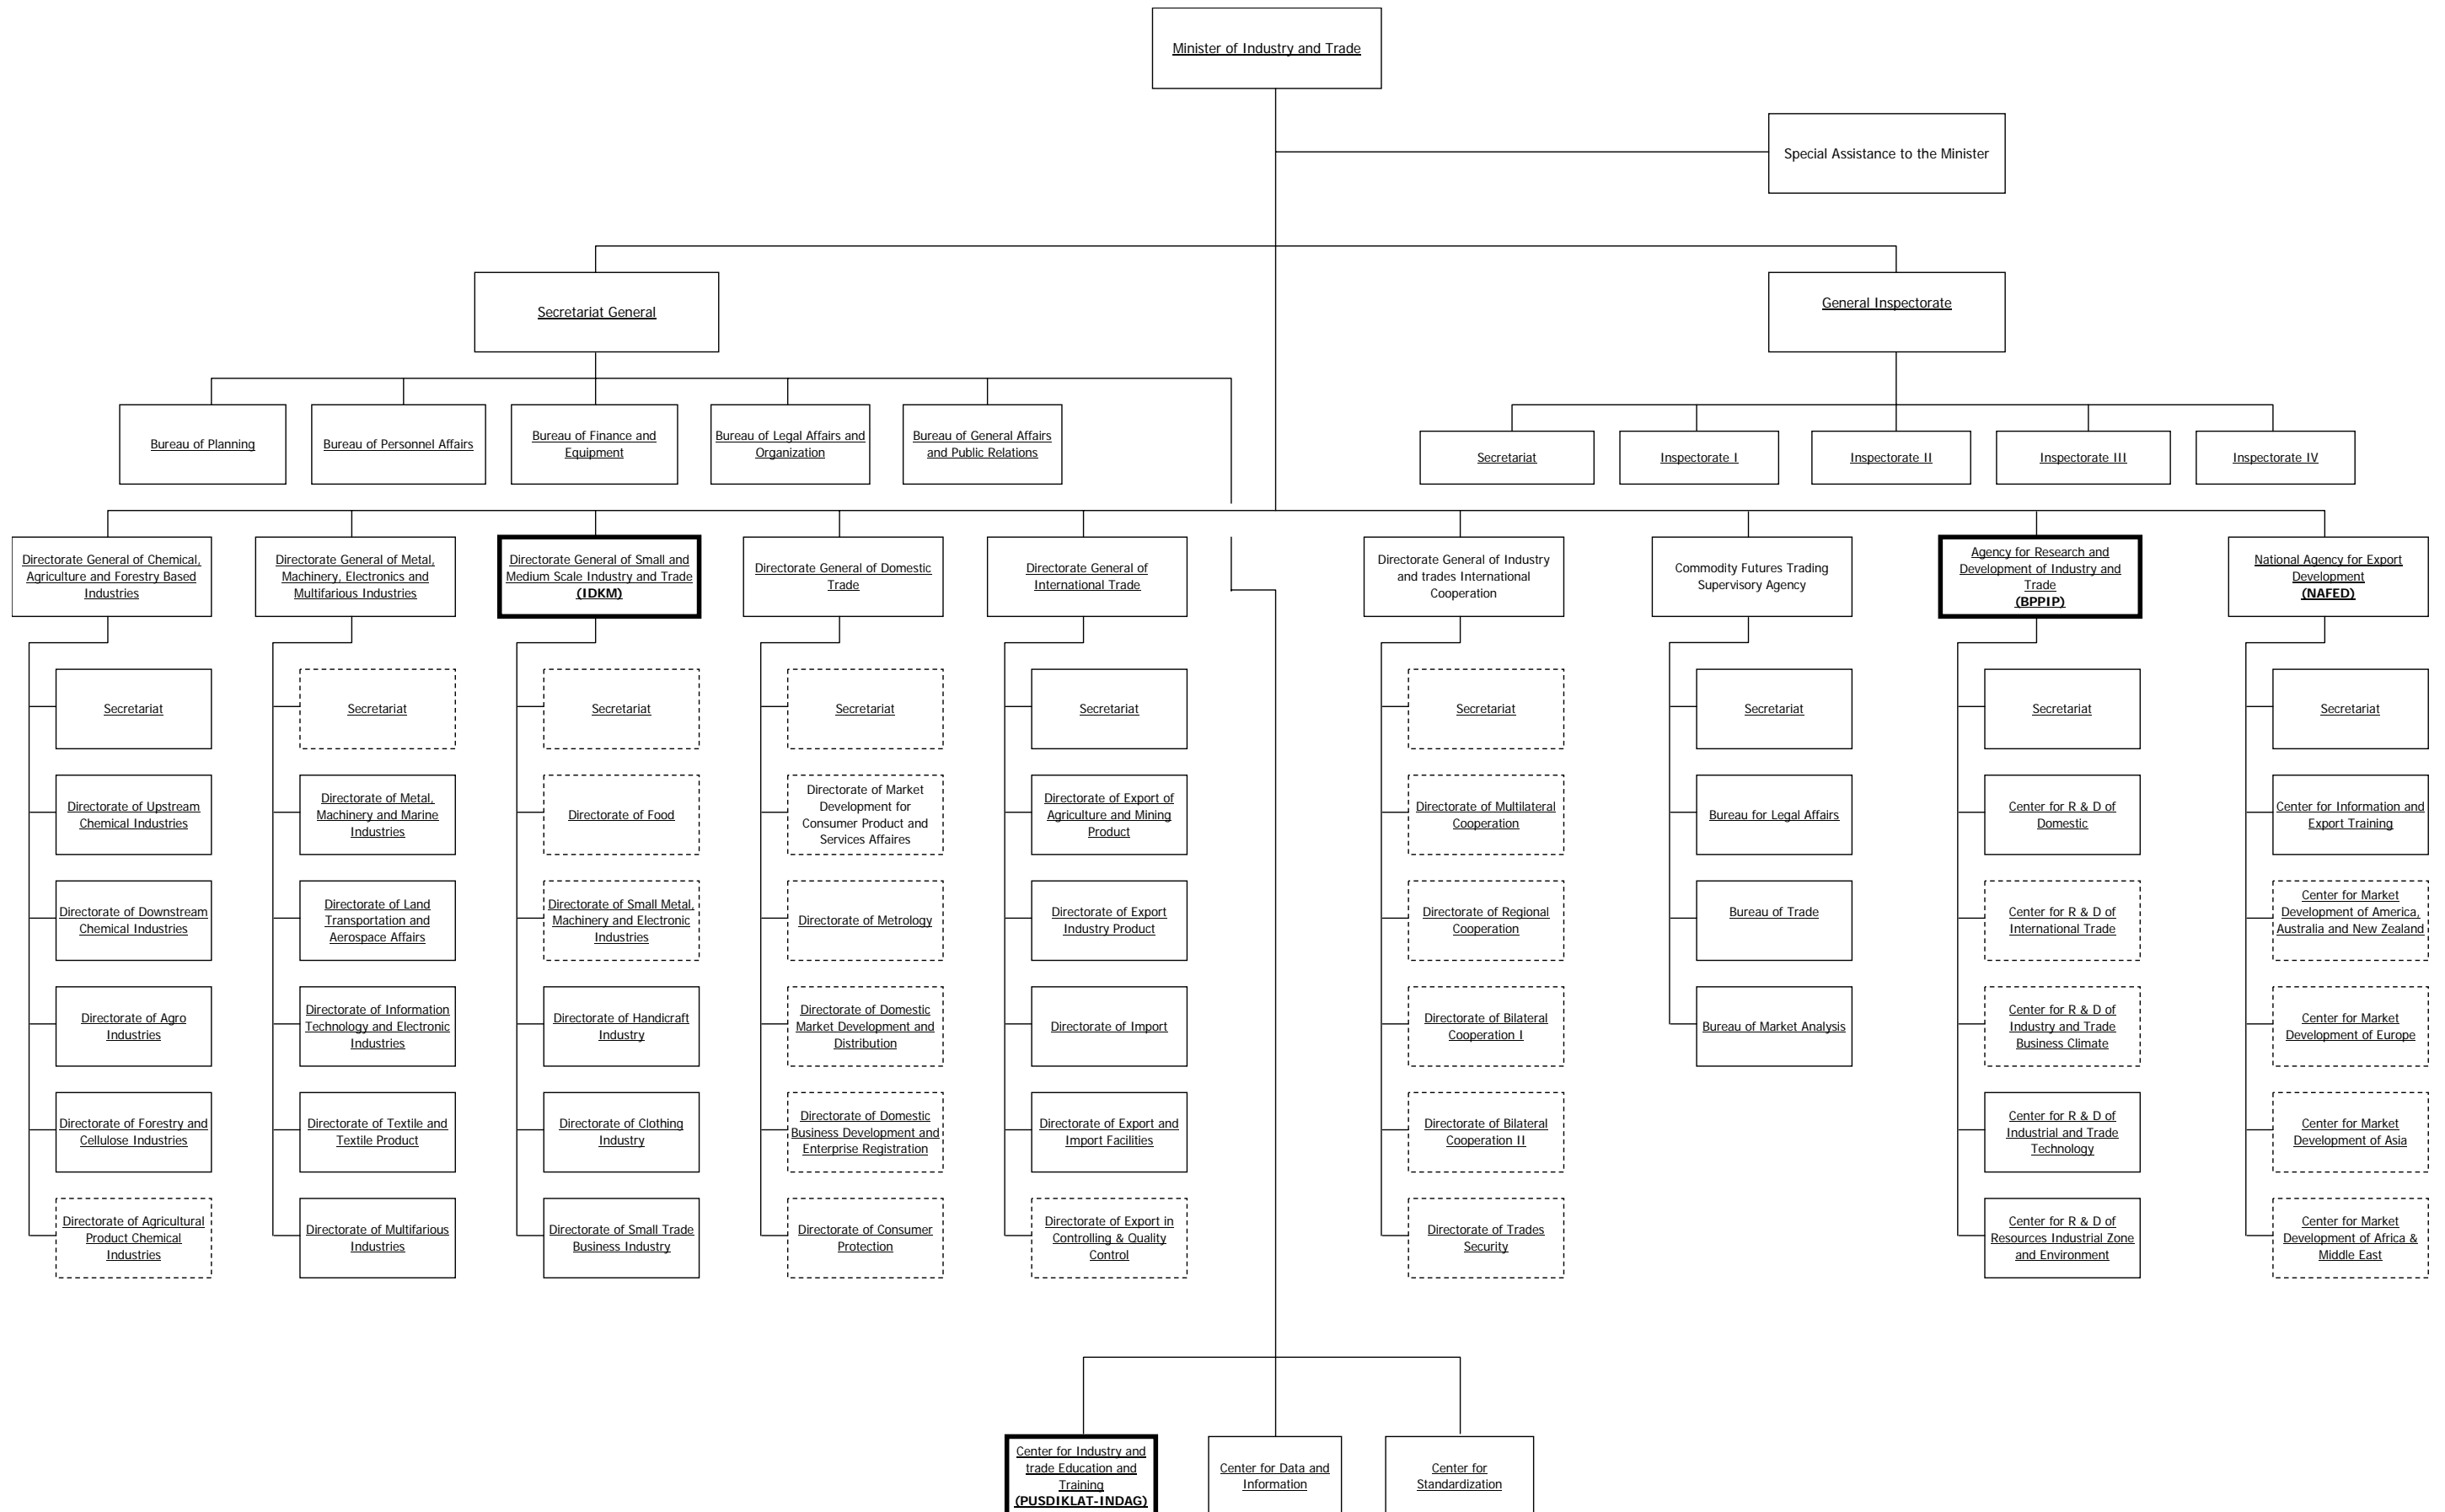 Minister of Industry and Trade
Special Assistance to the Minister
Secretariat General
General Inspectorate
Bureau of Planning
Bureau of Personnel Affairs
Bureau of Finance and
Equipment
Bureau of Legal Affairs and
Organization
Bureau of General Affairs
and Public Relations
Secretariat
Inspectorate I
Inspectorate II
Inspectorate III
Inspectorate IV
Directorate General of Chemical,
Agriculture and Forestry Based
Industries
Directorate General of Metal,
Machinery, Electronics and
Multifarious Industries
Directorate General of Small and
Medium Scale Industry and Trade
(IDKM)
Directorate General of Domestic
Trade
Directorate General of
International Trade
Directorate General of Industry
and trades International
Cooperation
Commodity Futures Trading
Supervisory Agency
Agency for Research and
Development of Industry and
Trade
(BPPIP)
National Agency for Export
Development
(NAFED)
Secretariat
Directorate of Upstream
Chemical Industries
Directorate of Downstream
Chemical Industries
Directorate of Agro
Industries
Directorate of Forestry and
Cellulose Industries
Directorate of Agricultural
Product Chemical
Industries
Secretariat
Directorate of Metal,
Machinery and Marine
Industries
Directorate of Land
Transportation and
Aerospace Affairs
Directorate of Information
Technology and Electronic
Industries
Directorate of Textile and
Textile Product
Directorate of Multifarious
Industries
Secretariat
Directorate of Food
Directorate of Small Metal,
Machinery and Electronic
Industries
Directorate of Handicraft
Industry
Directorate of Clothing
Industry
Directorate of Small Trade
Business Industry
Secretariat
Directorate of Market
Development for
Consumer Product and
Services Affaires
Directorate of Metrology
Directorate of Domestic
Market Development and
Distribution
Directorate of Domestic
Business Development and
Enterprise Registration
Directorate of Consumer
Protection
Secretariat
Directorate of Export of
Agriculture and Mining
Product
Directorate of Export
Industry Product
Directorate of Import
Directorate of Export and
Import Facilities
Directorate of Export in
Controlling & Quality
Control
Secretariat
Directorate of Multilateral
Cooperation
Directorate of Regional
Cooperation
Directorate of Bilateral
Cooperation I
Directorate of Bilateral
Cooperation II
Directorate of Trades
Security
Secretariat
Bureau for Legal Affairs
Bureau of Trade
Bureau of Market Analysis
Secretariat
Center for R & D of
Domestic
Center for R & D of
International Trade
Center for R & D of
Industry and Trade
Business Climate
Center for R & D of
Industrial and Trade
Technology
Center for R & D of
Resources Industrial Zone
and Environment
Secretariat
Center for Information and
Export Training
Center for Market
Development of America,
Australia and New Zealand
Center for Market
Development of Europe
Center for Market
Development of Asia
Center for Market
Development of Africa &
Middle East
Center for Industry and
trade Education and
Training
(PUSDIKLAT-INDAG)
Center for Data and
Information
Center for
Standardization